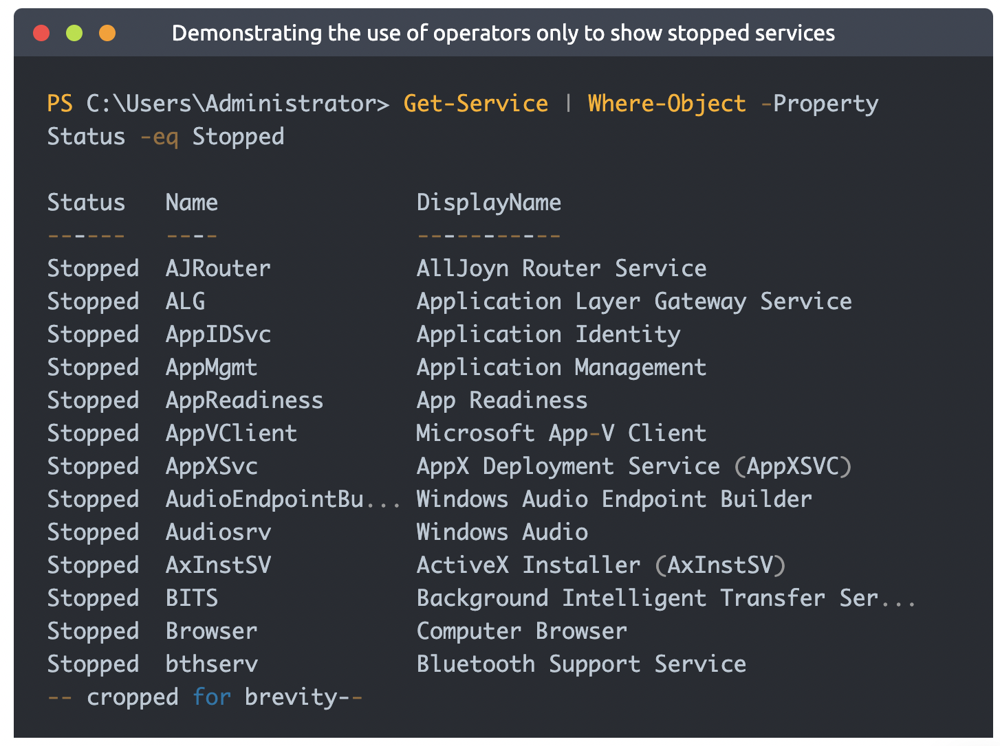 Demonstrating the use of operators only to show stopped services
PS C:\Users\Administrator> Get-Service | Where-Object -Property
Status -eq Stopped
Status   Name               DisplayName
------   ----               -----------
Stopped  AJRouter           AllJoyn Router Service
Stopped  ALG                Application Layer Gateway Service
Stopped  AppIDSvc           Application Identity
Stopped  AppMgmt            Application Management
Stopped  AppReadiness       App Readiness
Stopped  AppVClient         Microsoft App-V Client
Stopped  AppXSvc            AppX Deployment Service (AppXSVC)
Stopped  AudioEndpointBu... Windows Audio Endpoint Builder
Stopped  Audiosrv           Windows Audio
Stopped  AxInstSV           ActiveX Installer (AxInstSV)
Stopped  BITS               Background Intelligent Transfer Ser...
Stopped  Browser            Computer Browser
Stopped  bthserv            Bluetooth Support Service
-- cropped for brevity--